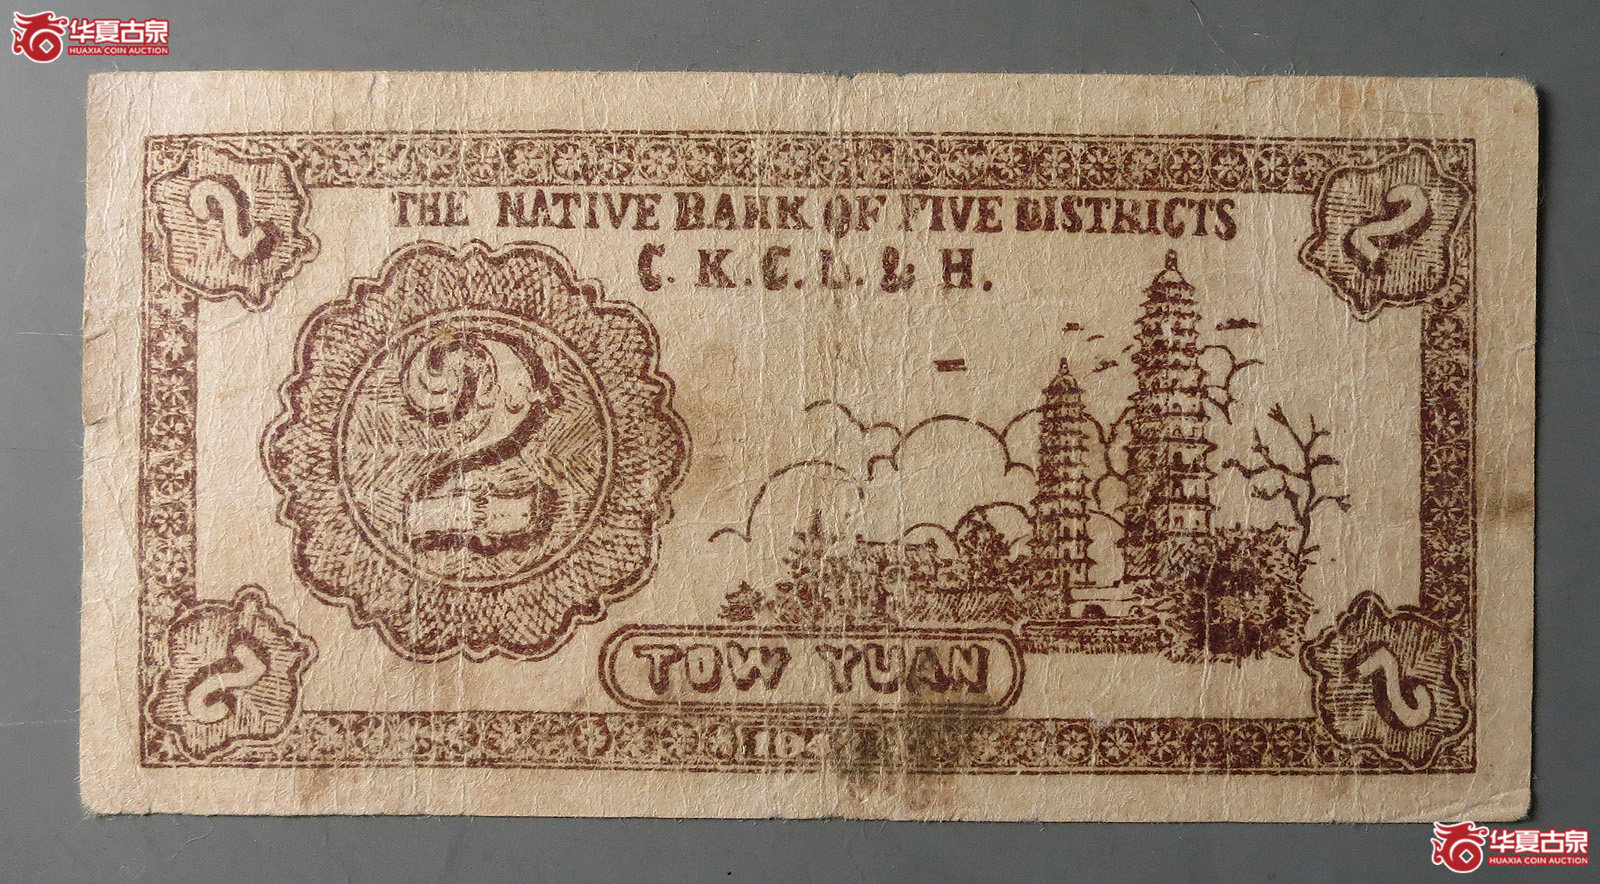 华夏古泉
HUAXIA COIN AUCTION
2
2
THE NATIVE BANK OF FIVE DISTRICTS
C. K. C. L. & H.
2
TOW YUAN
2
2
华夏古泉
HUAXIA COIN AUCTION